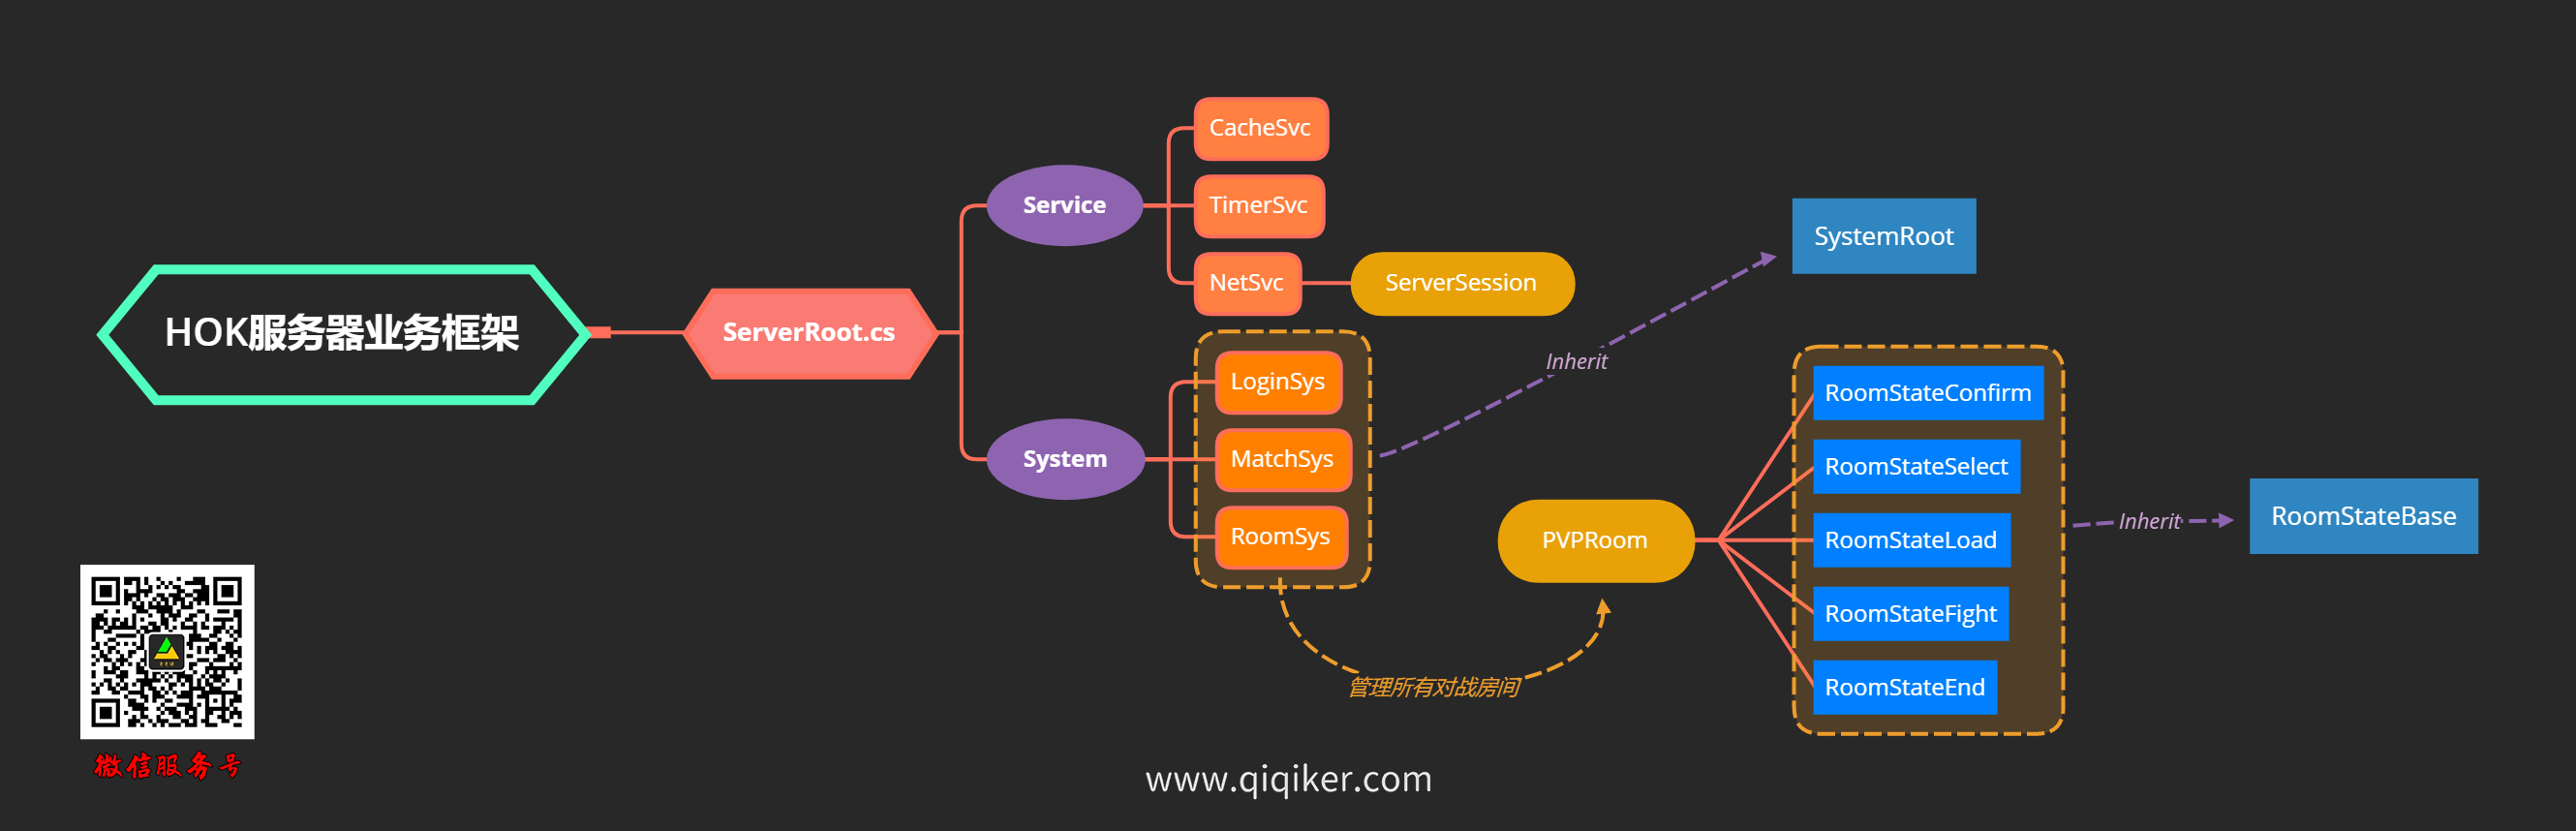 HOK服务器业务框架
ServerRoot.cs
Service
CacheSvc
TimerSvc
NetSvc
ServerSession
System
LoginSys
MatchSys
RoomSys
Inherit
SystemRoot
管理所有对战房间
PVPRoom
RoomStateConfirm
RoomStateSelect
RoomStateLoad
RoomStateFight
RoomStateEnd
Inherit
RoomStateBase
微信服务号
www.qiqiker.com